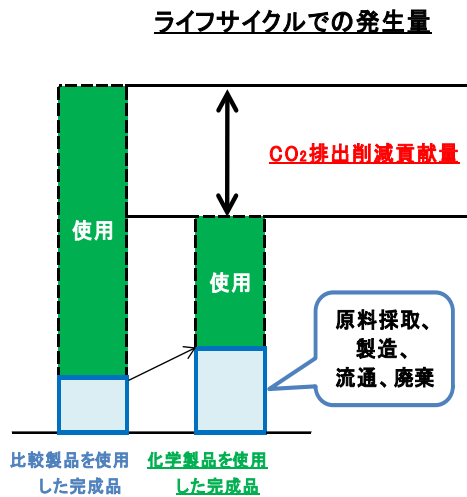 ライフサイクルでの発生量
CO₂排出削減貢献量
使用
使用
原料採取、
製造、
流通、廃棄
比較製品を使用
した完成品
化学製品を使用
した完成品